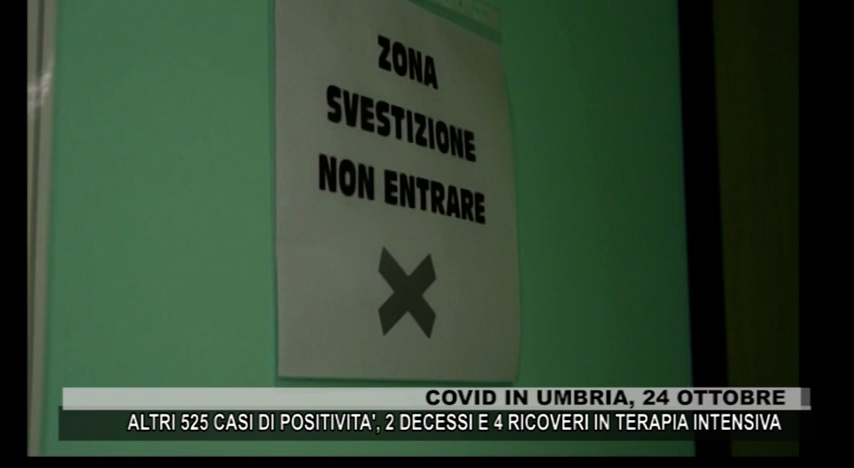 ZONA
SVESTIZIONE
NON ENTRARE
COVID IN UMBRIA, 24 OTTOBRE
ALTRI 525 CASI DI POSITIVITA', 2 DECESSI E 4 RICOVERI IN TERAPIA INTENSIVA